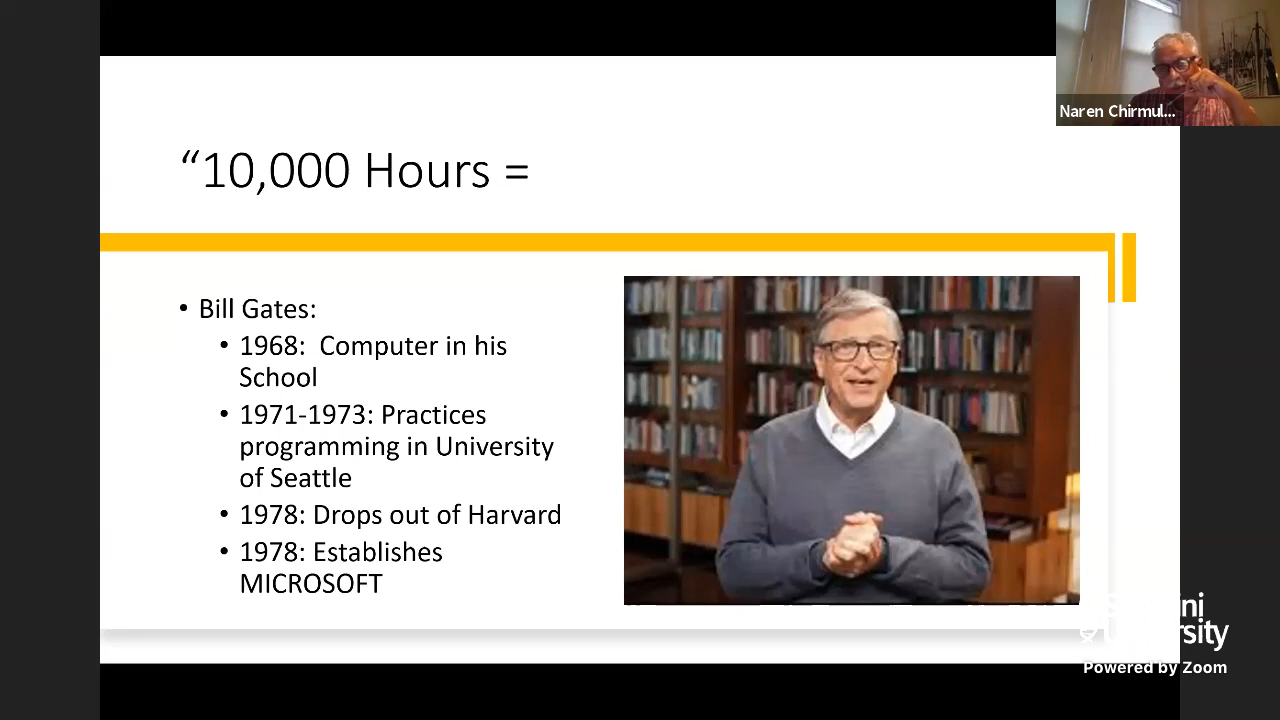 Naren Chirmul...
“10,000 Hours =
• Bill Gates:
• 1968:  Computer in his
School
• 1971-1973: Practices
programming in University
of Seattle
• 1978: Drops out of Harvard
• 1978: Establishes
MICROSOFT
Powered by Zoom